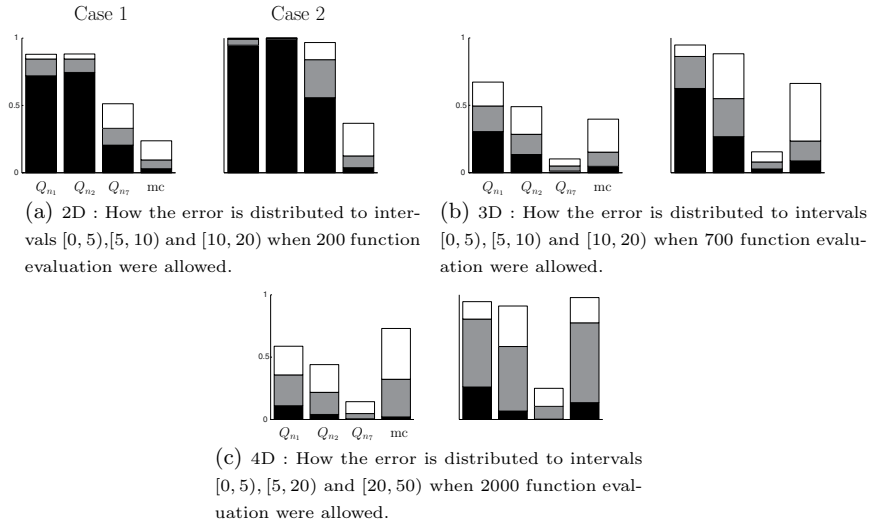 Case 1
Case 2
1
0.5
0
Q_{n_1} Q_{n_2} Q_{n_7} mc
(a) 2D : How the error is distributed to inter-
vals [0, 5),[5, 10) and [10, 20) when 200 function
evaluation were allowed.
1
0.5
0
Q_{n_1} Q_{n_2} Q_{n_7} mc
(b) 3D : How the error is distributed to intervals
[0, 5), [5, 10) and [10, 20) when 700 function evalu-
ation were allowed.
1
0.5
0
Q_{n_1} Q_{n_2} Q_{n_7} mc
(c) 4D : How the error is distributed to intervals
[0, 5), [5, 20) and [20, 50) when 2000 function eval-
uation were allowed.